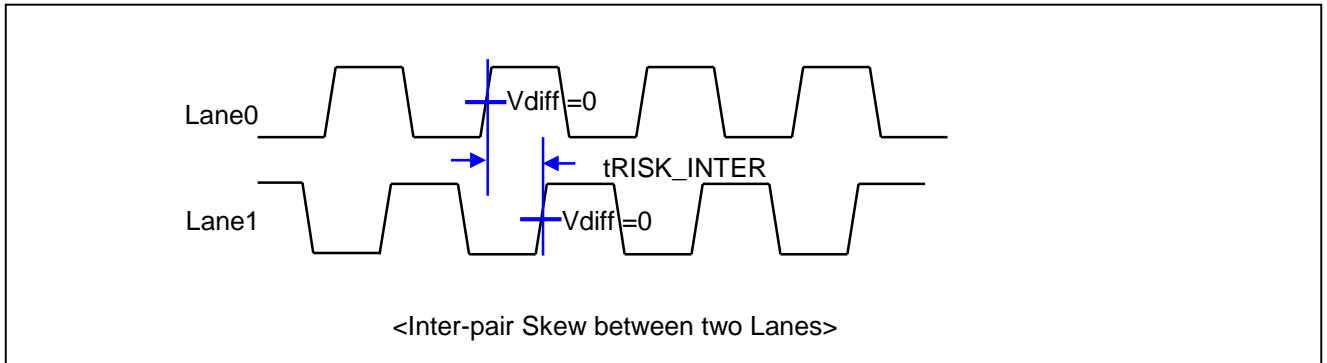 Lane0
Vdiff =0
tRISK_INTER
Lane1
Vdiff =0
<Inter-pair Skew between two Lanes>